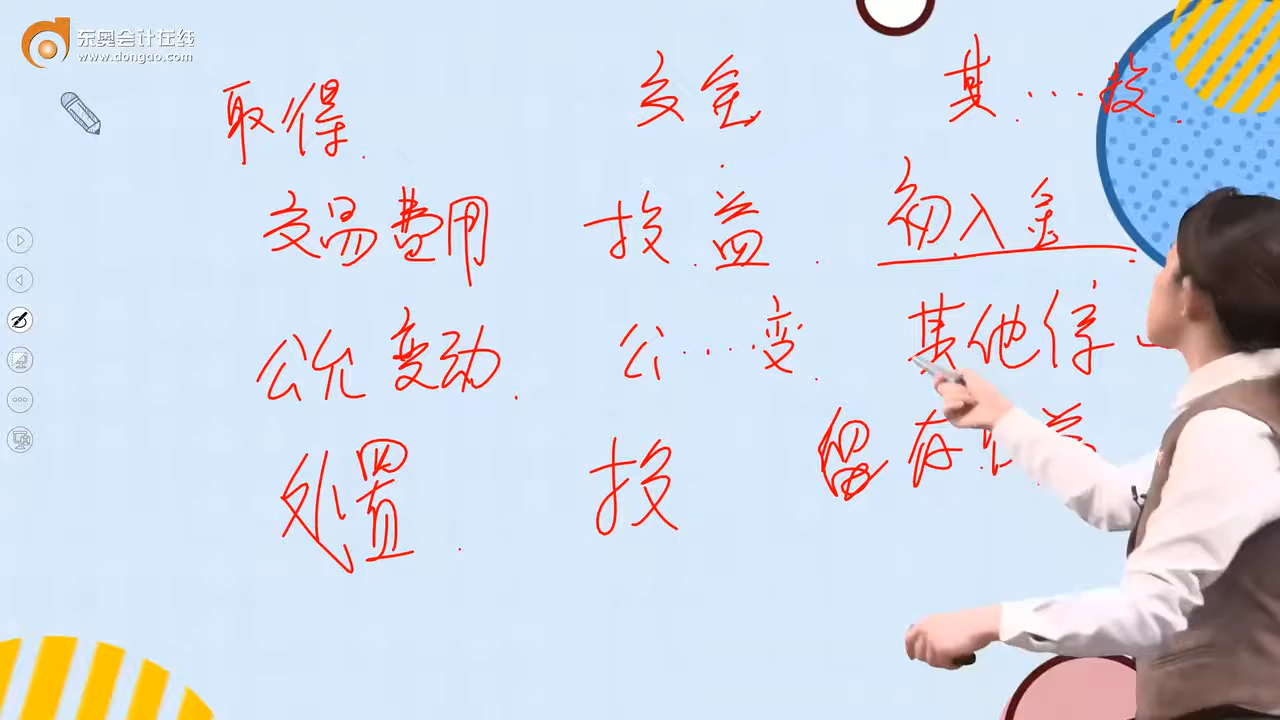 东奥会计在线
www.dongao.com
取得. 交金. 其…投.
交易费用 投.益. 初入金
公允变动. 公…变. 其他综
处置. 投 留存收益